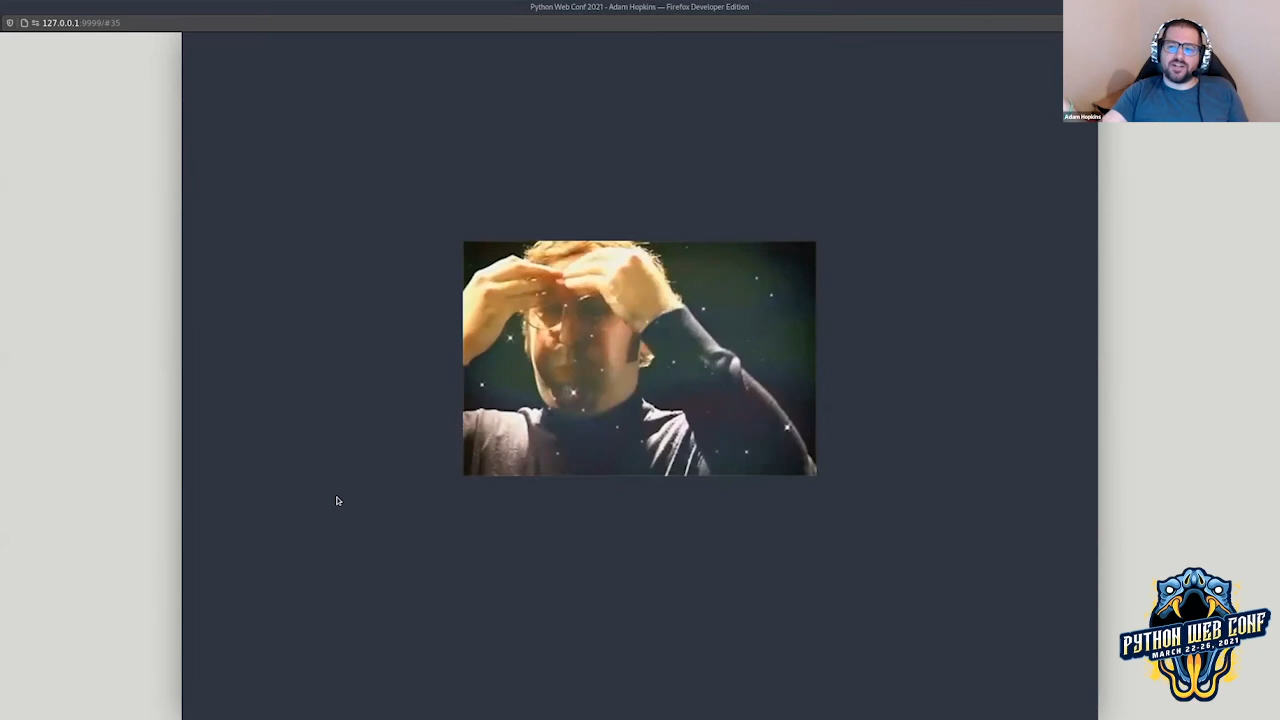 Python Web Conf 2021 - Adam Hopkins — Firefox Developer Edition
127.0.0.1:9999/#35
Adam Hopkins
PYTHON WEB CONF
MARCH 22-26, 2021